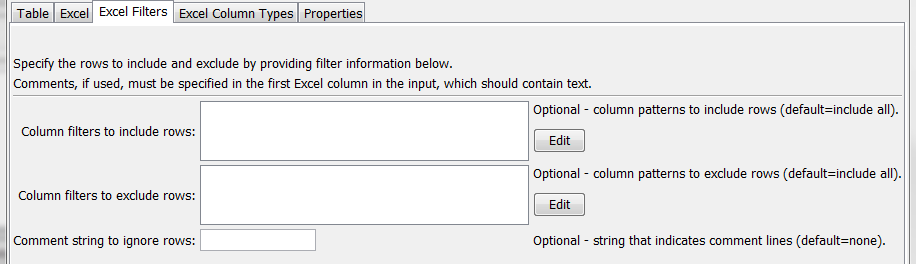 Table Excel Excel Filters Excel Column Types Properties
Specify the rows to include and exclude by providing filter information below.
Comments, if used, must be specified in the first Excel column in the input, which should contain text.
Column filters to include rows: Optional - column patterns to include rows (default=include all).
Edit
Column filters to exclude rows: Optional - column patterns to exclude rows (default=include all).
Edit
Comment string to ignore rows: Optional - string that indicates comment lines (default=none).